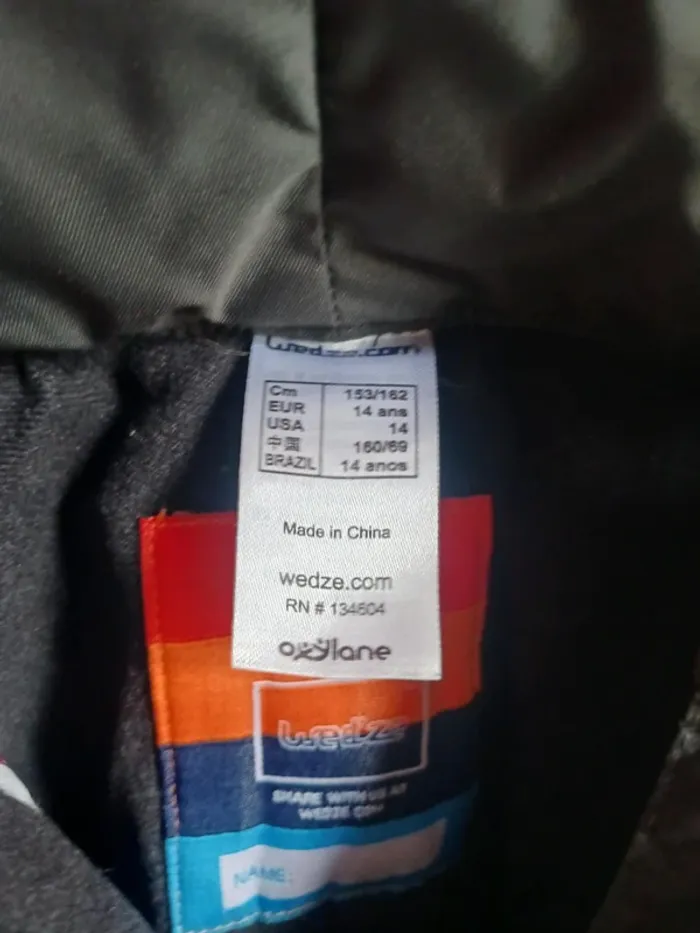 wedze.com
Cm 153/162
EUR 14 ans
USA 14
中国 160/69
BRAZIL 14 anos
Made in China
wedze.com
RN # 134604
oxylane
wedze
SHARE WITH US AT
WEDZE.COM
NAME: